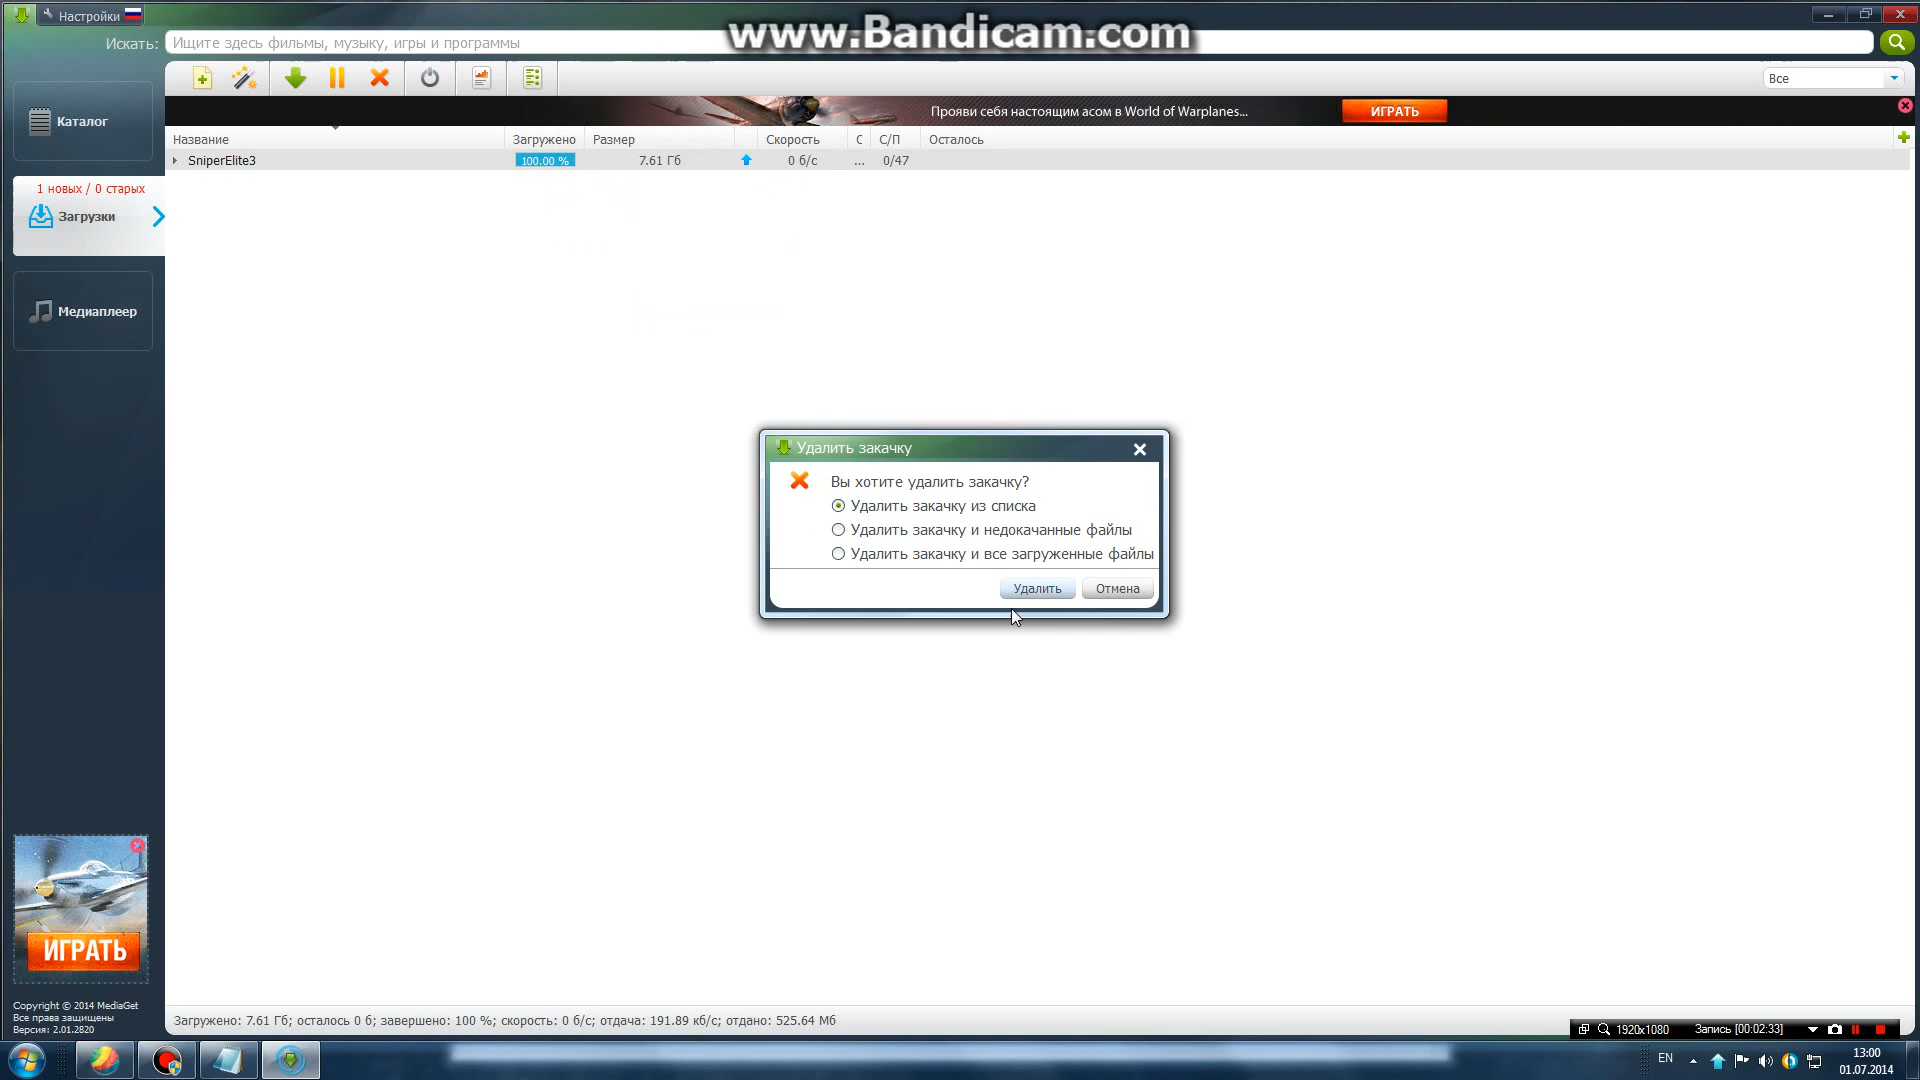 Настройки
www.Bandicam.com
Искать:
Ищите здесь фильмы, музыку, игры и программы
Все
Прояви себя настоящим асом в World of Warplanes...
ИГРАТЬ
Каталог
Название Загружено Размер Скорость С С/П Осталось
SniperElite3 100.00 % 7.61 Гб 0 б/с ... 0/47
1 новых / 0 старых
Загрузки
Медиаплеер
Удалить закачку
Вы хотите удалить закачку?
Удалить закачку из списка
Удалить закачку и недокачанные файлы
Удалить закачку и все загруженные файлы
Удалить Отмена
ИГРАТЬ
Copyright © 2014 MediaGet
Все права защищены
Версия: 2.01.2820
Загружено: 7.61 Гб; осталось 0 б; завершено: 100 %; скорость: 0 б/с; отдача: 191.89 кб/с; отдано: 525.64 Мб
1920x1080 Запись [00:02:33]
EN
13:00
01.07.2014